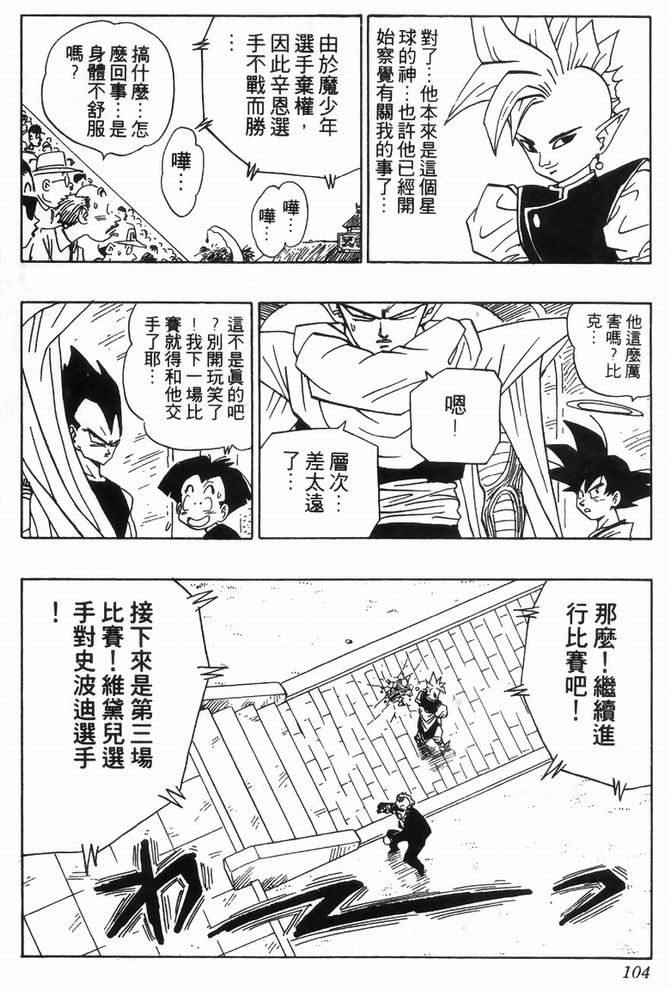 對了…他本來是這個星
球的神…也許他已經開
始察覺有關我的事了…
由於魔少年
選手棄權，
因此辛恩選
手不戰而勝
…
嘩…
嘩…
嘩…
搞什麼…怎
麼回事…是
身體不舒服
嗎？
他這麼厲
害嗎？比
克…
嗯！
層次…
差太遠
了…
這不是真的吧
？別開玩笑了
！我下一場比
賽就得和他交
手了耶…
那麼！繼續進
行比賽吧！
接下來是第三場
比賽！維黛兒選
手對史波迪選手
！
わーっ
104